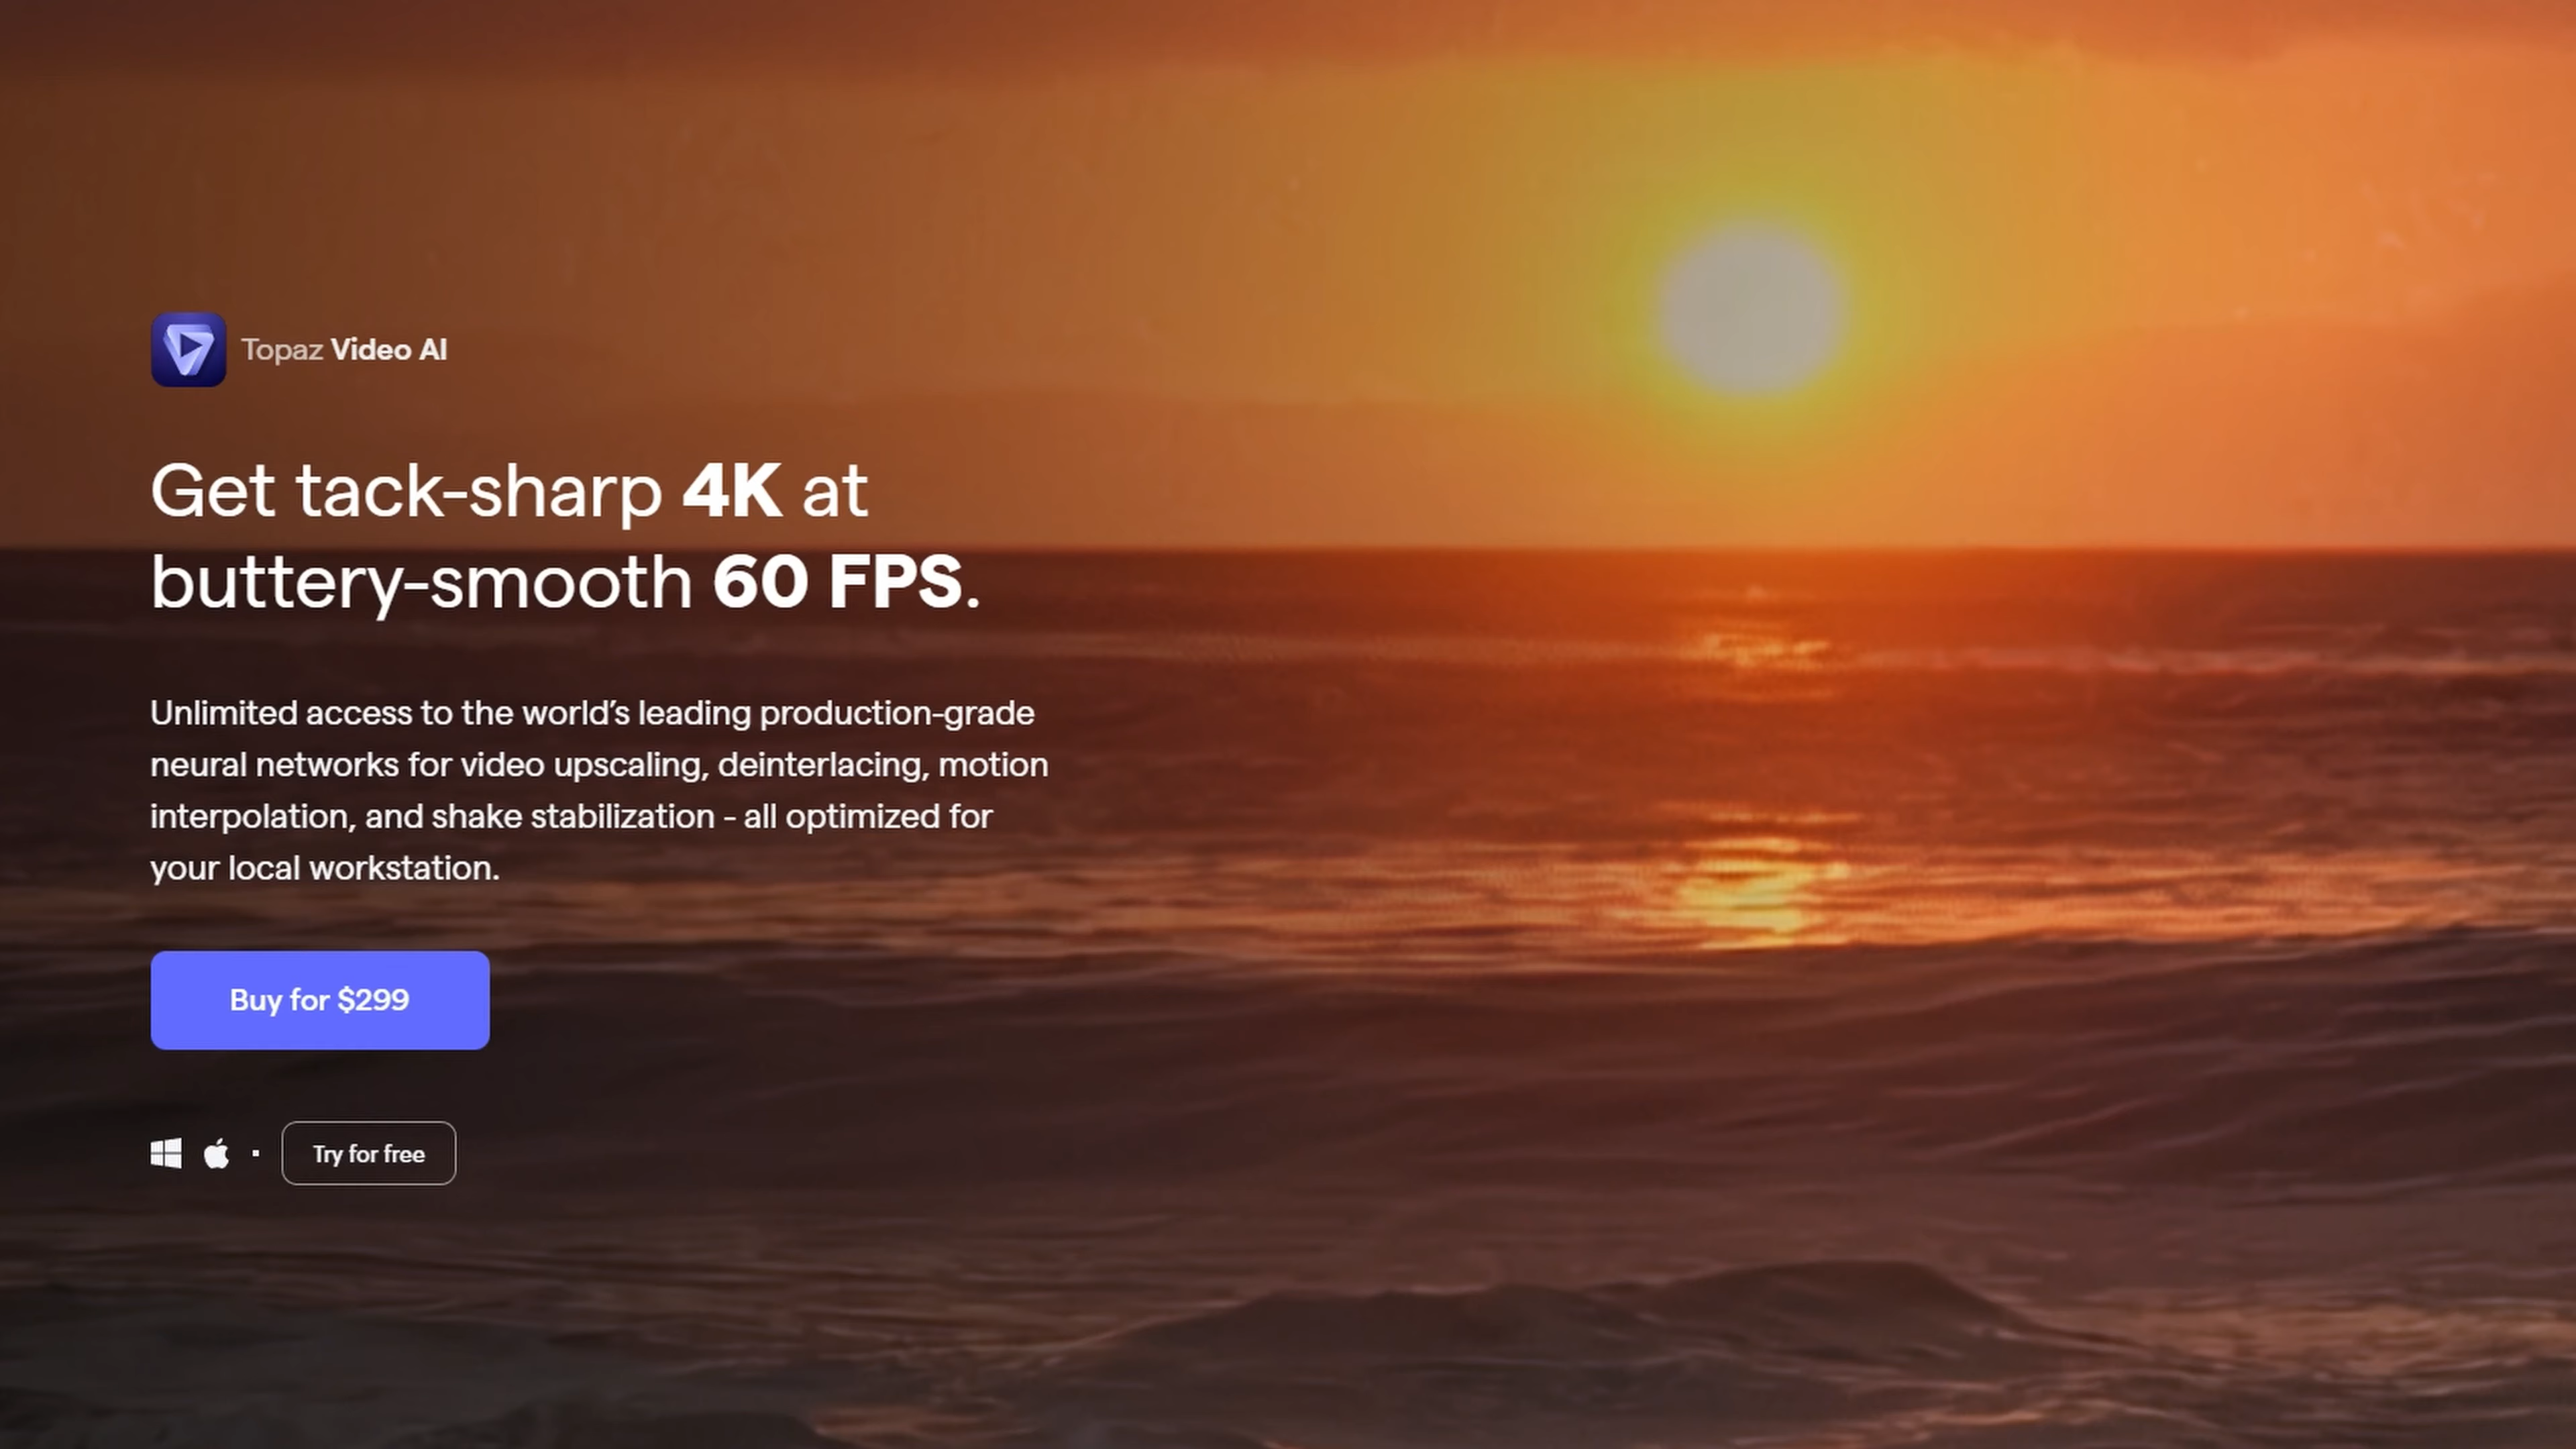 Topaz Video AI
Get tack-sharp 4K at
buttery-smooth 60 FPS.
Unlimited access to the world’s leading production-grade
neural networks for video upscaling, deinterlacing, motion
interpolation, and shake stabilization - all optimized for
your local workstation.
Buy for $299
Try for free